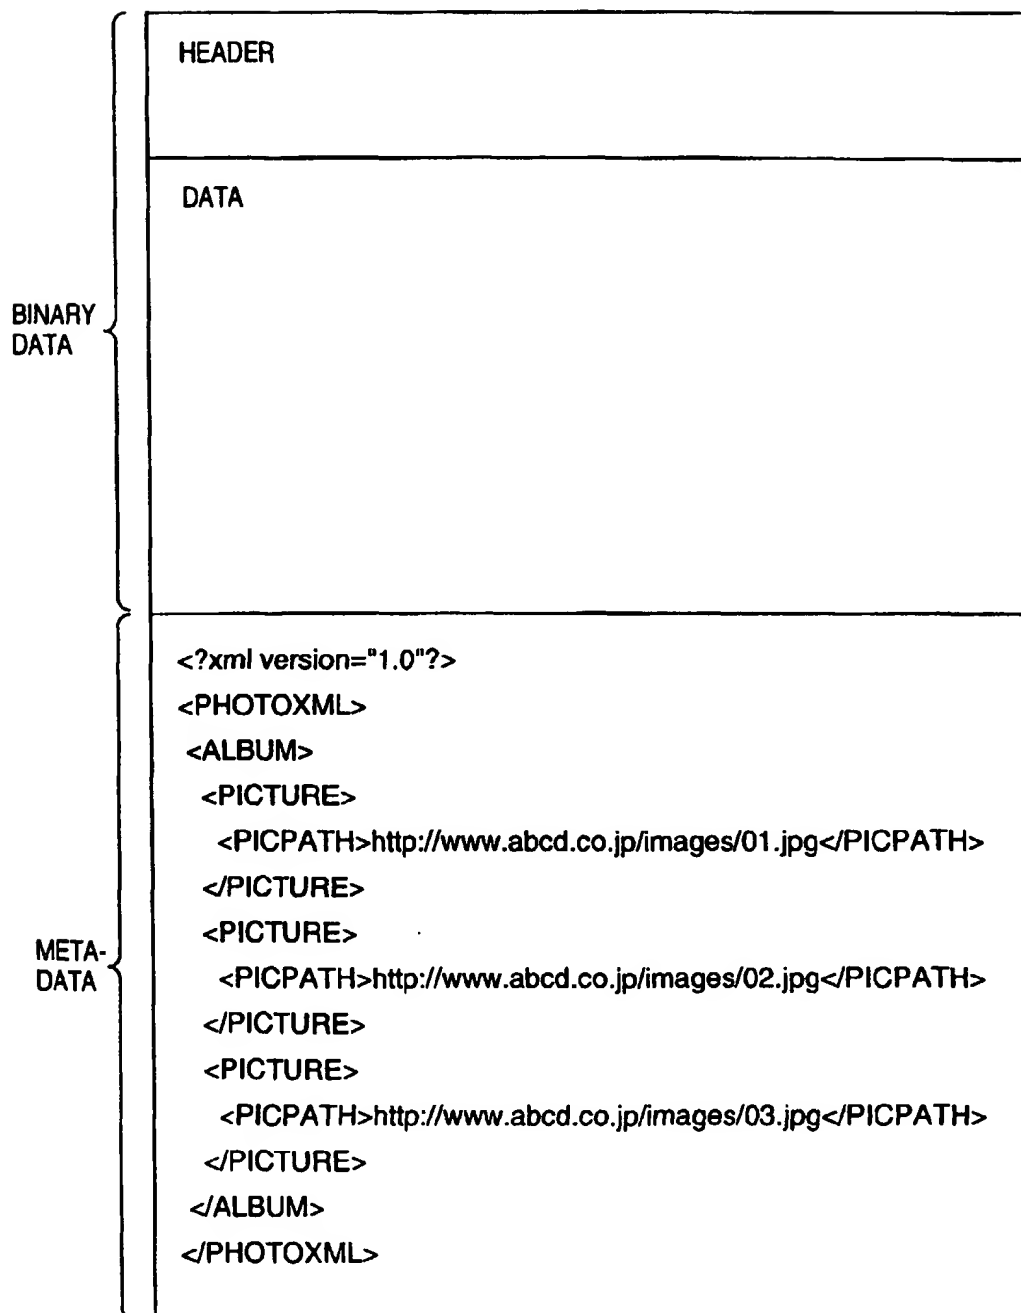 HEADER
DATA
BINARY
DATA
<?xml version="1.0"?>
<PHOTOXML>
<ALBUM>
<PICTURE>
<PICPATH>http://www.abcd.co.jp/images/01.jpg</PICPATH>
</PICTURE>
<PICTURE>
<PICPATH>http://www.abcd.co.jp/images/02.jpg</PICPATH>
</PICTURE>
<PICTURE>
<PICPATH>http://www.abcd.co.jp/images/03.jpg</PICPATH>
</PICTURE>
</ALBUM>
</PHOTOXML>
META-
DATA